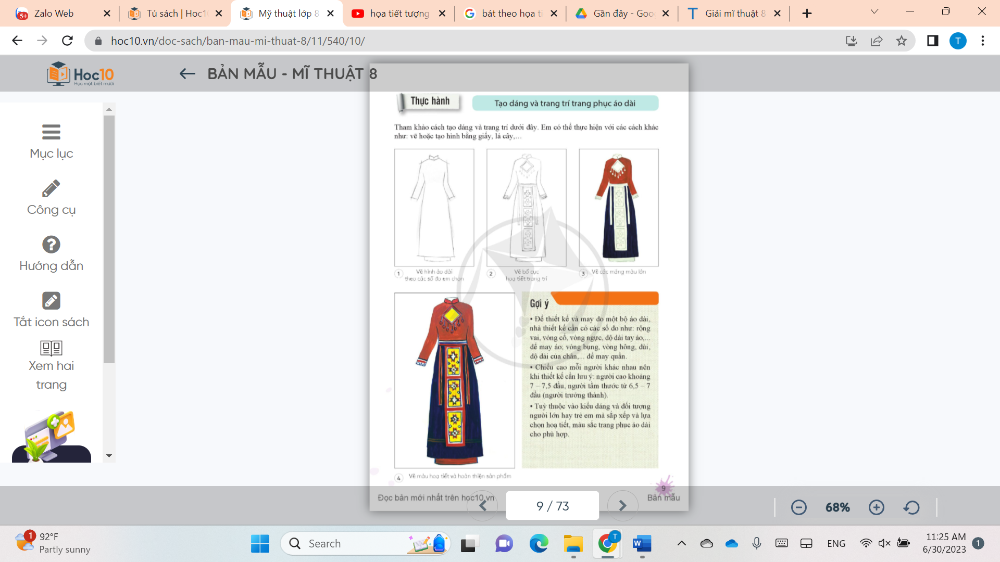 Zalo Web
5+
Tủ sách | Hoc10
Mỹ thuật lớp 8
họa tiết tượng
bát theo họa ti
Gần đây - Goo
Giải mĩ thuật 8
hoc10.vn/doc-sach/ban-mau-mi-thuat-8/11/540/10/
T
Hoc10
Học một biết mười
BẢN MẪU - MĨ THUẬT 8
Mục lục
Công cụ
Hướng dẫn
Tắt icon sách
Xem hai
trang
Thực hành
Tạo dáng và trang trí trang phục áo dài
Tham khảo cách tạo dáng và trang trí dưới đây. Em có thể thực hiện với các cách khác
như: vẽ hoặc tạo hình bằng giấy, lá cây,...
1 Vẽ hình áo dài
theo các số đo em chọn
2 Vẽ bố cục
hoạ tiết trang trí
3 Vẽ các mảng màu lớn
4 Vẽ màu hoạ tiết và hoàn thiện sản phẩm
Gợi ý
• Để thiết kế và may đo một bộ áo dài,
nhà thiết kế cần có các số đo như: rộng
vai, vòng cổ, vòng ngực, độ dài tay áo,...
để may áo; vòng bụng, vòng hông, đùi,
độ dài của chân,... để may quần.
• Chiều cao mỗi người khác nhau nên
khi thiết kế cần lưu ý: người cao khoảng
7 – 7,5 đầu, người tầm thước từ 6,5 – 7
đầu (người trưởng thành).
• Tuỳ thuộc vào kiểu dáng và đối tượng
người lớn hay trẻ em mà sắp xếp và lựa
chọn hoạ tiết, màu sắc trang phục áo dài
cho phù hợp.
9
Đọc bản mới nhất trên hoc10.vn
Bản mẫu
9 / 73
68%
1
92°F
Partly sunny
Search
T
W
ENG
11:25 AM
6/30/2023
1